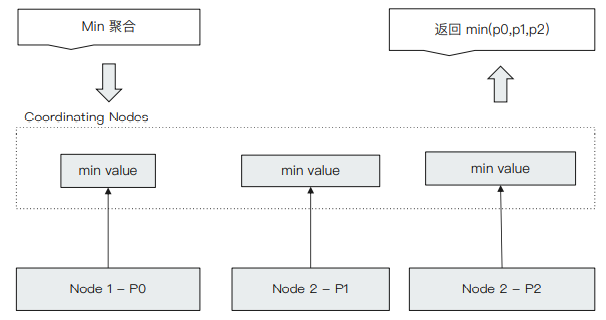 Min 聚合
返回 min(p0,p1,p2)
Coordinating Nodes
min value
min value
min value
Node 1 - P0
Node 2 - P1
Node 2 - P2